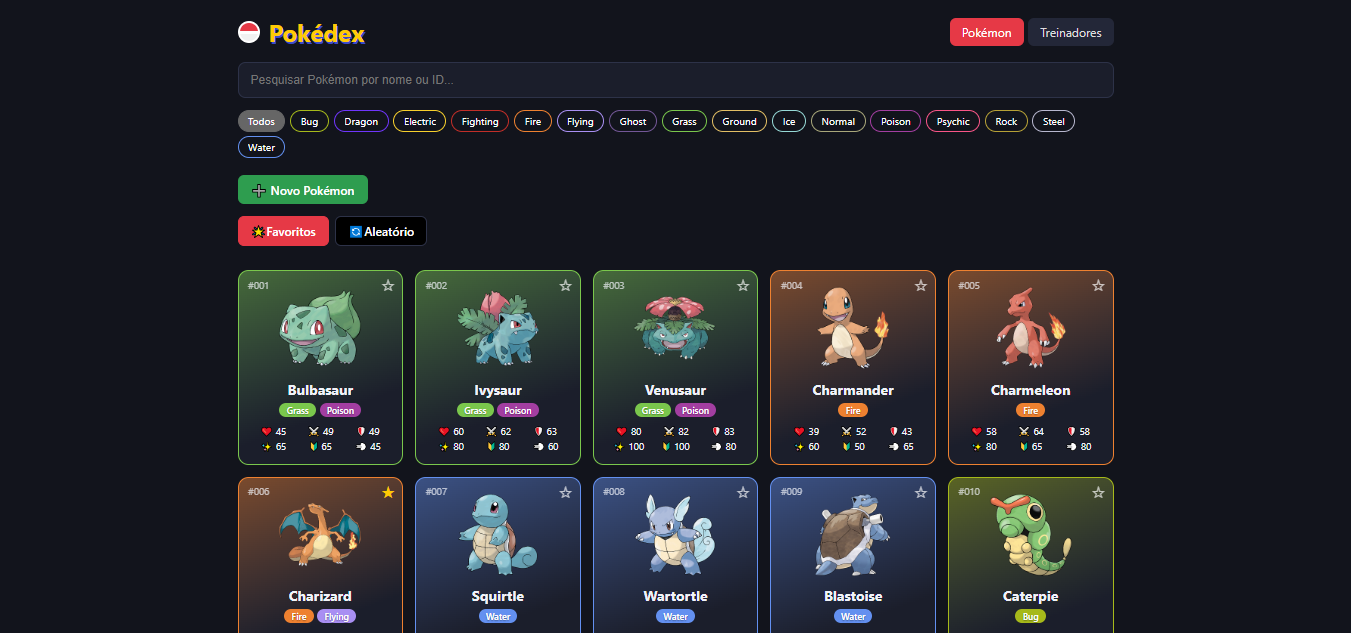 Pokédex
Pokémon Treinadores
Pesquisar Pokémon por nome ou ID...
Todos Bug Dragon Electric Fighting Fire Flying Ghost Grass Ground Ice Normal Poison Psychic Rock Steel
Water
Novo Pokémon
Favoritos Aleatório
#001 #002 #003 #004 #005
Bulbasaur Ivysaur Venusaur Charmander Charmeleon
Grass Poison Grass Poison Grass Poison Fire Fire
45 49 49 60 62 63 80 82 83 39 52 43 58 64 58
65 65 45 80 80 60 100 100 80 60 50 65 80 65 80
#006 #007 #008 #009 #010
Charizard Squirtle Wartortle Blastoise Caterpie
Fire Flying Water Water Water Bug